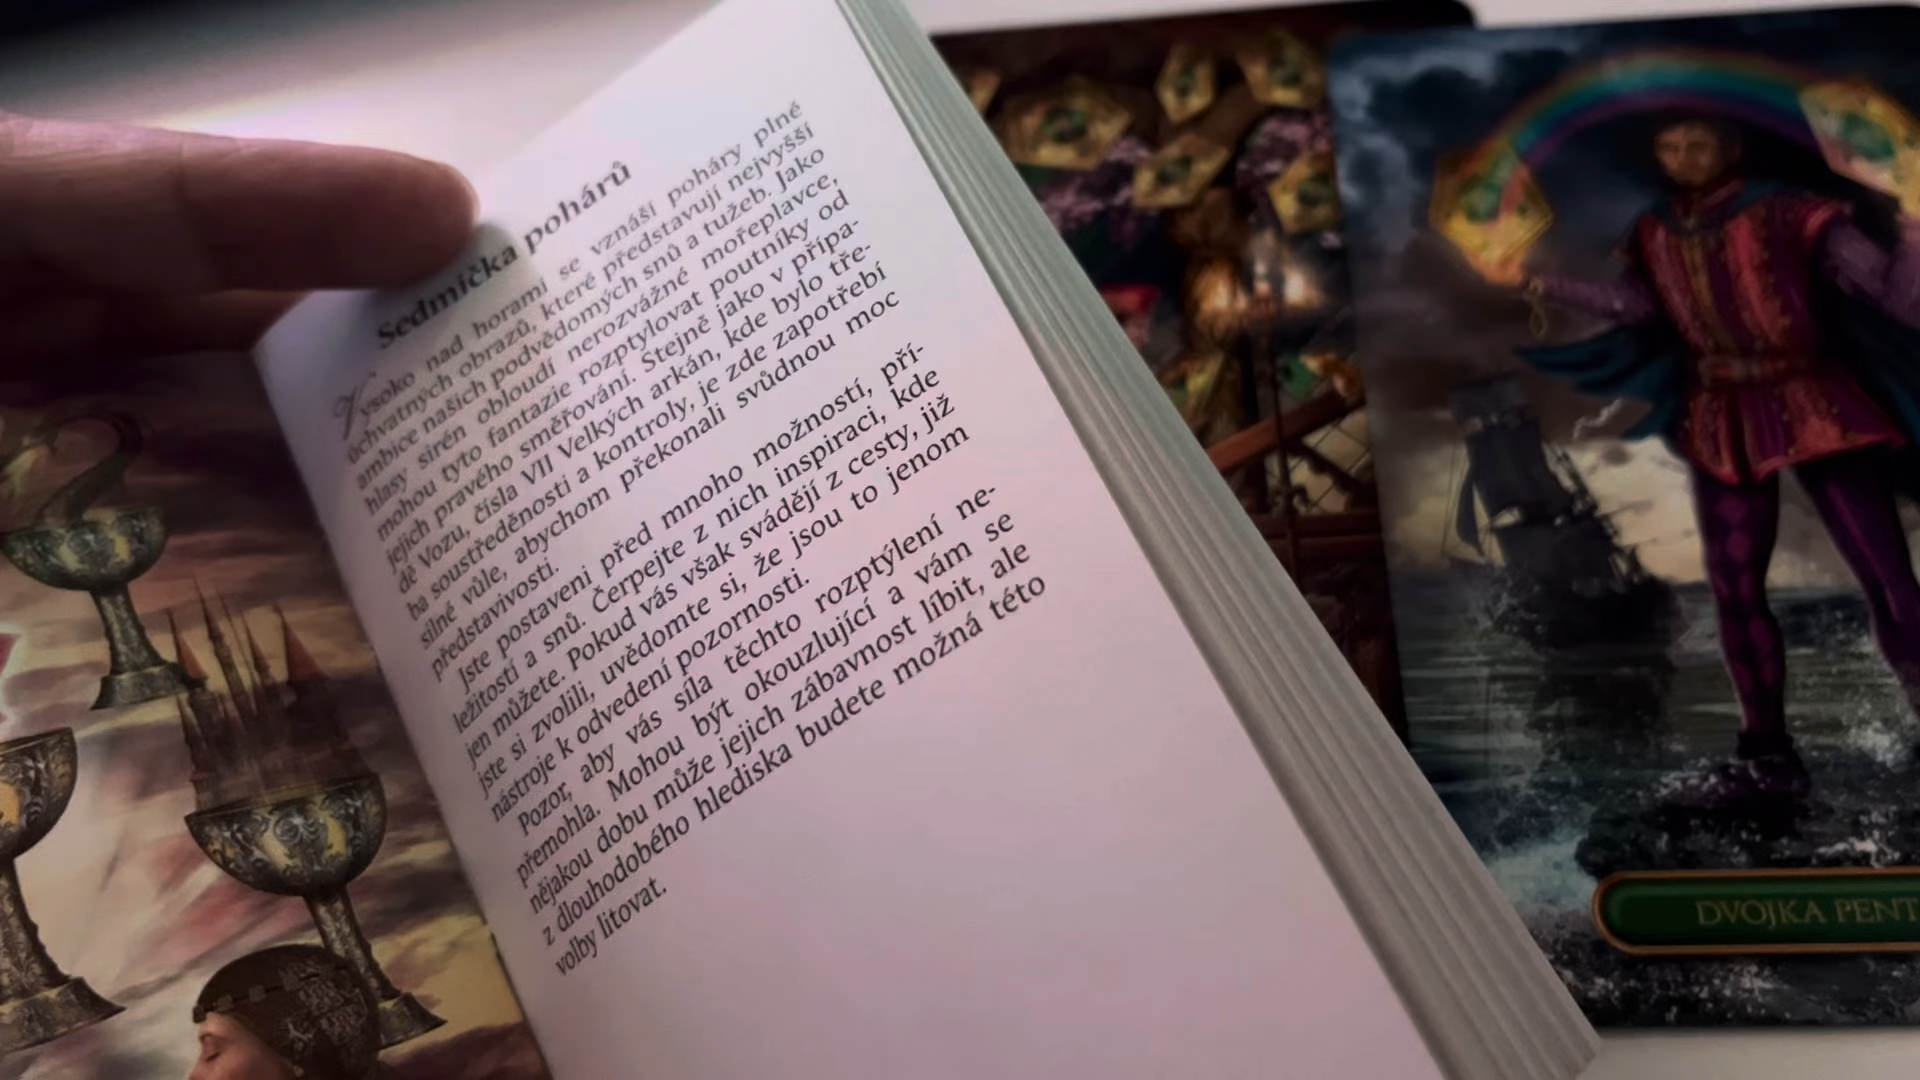 Sedmička pohárů
Vysoko nad horami se vznáší poháry plné
úchvatných obrazů, které představují nejvyšší
ambice našich podvědomých snů a tužeb. Jako
hlasy sirén obloudí nerozvážné mořeplavce,
mohou tyto fantazie rozptylovat poutníky od
jejich pravého směřování. Stejně jako v přípa-
dě Vozu, čísla VII Velkých arkán, kde bylo tře-
ba soustředěnosti a kontroly, je zde zapotřebí
silné vůle, abychom překonali svůdnou moc
představivosti.
Jste postaveni před mnoho možností, pří-
ležitostí a snů. Čerpejte z nich inspiraci, kde
jen můžete. Pokud vás však svádějí z cesty, již
jste si zvolili, uvědomte si, že jsou to jenom
nástroje k odvedení pozornosti.
Pozor, aby vás síla těchto rozptýlení ne-
přemohla. Mohou být okouzlující a vám se
nějakou dobu může jejich zábavnost líbit, ale
z dlouhodobého hlediska budete možná této
volby litovat.
DVOJKA PENT